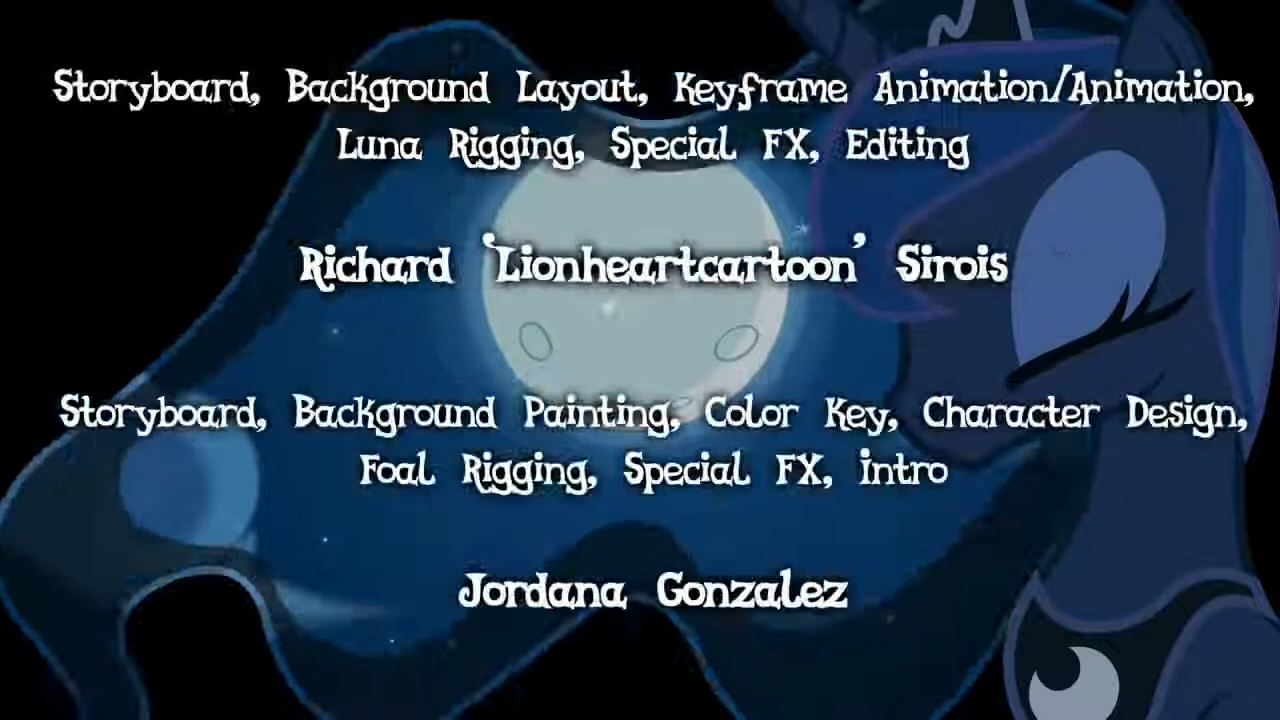 Storyboard, Background Layout, Keyframe Animation/Animation,
Luna Rigging, Special FX, Editing
Richard 'Lionheartcartoon' Sirois
Storyboard, Background Painting, Color Key, Character Design,
Foal Rigging, Special FX, intro
Jordana Gonzalez